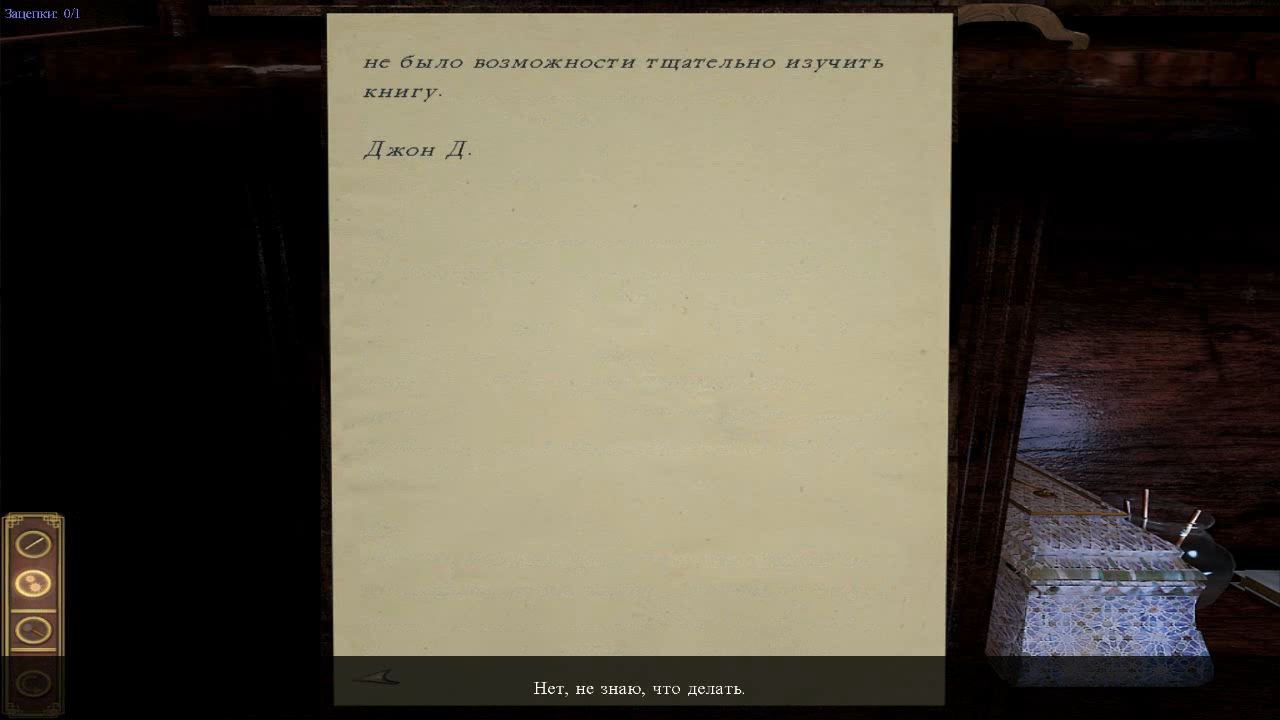 Зацепки: 0/1
не было возможности тщательно изучить
книгу.
Джон Д.
Нет, не знаю, что делать.